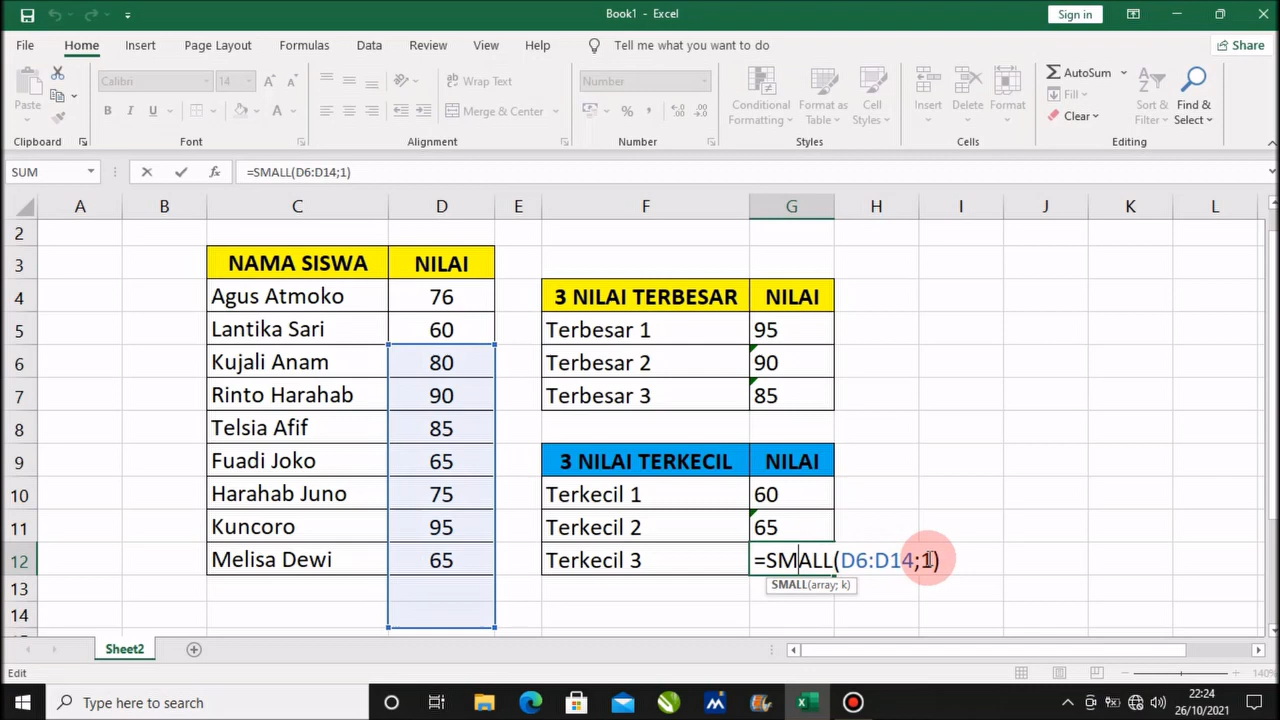 Book1 - Excel
Sign in
File Home Insert Page Layout Formulas Data Review View Help Tell me what you want to do Share
Paste
Calibri 14
B I U
A A
Wrap Text
Merge & Center
Number
%
Conditional Formatting
Format as Table
Cell Styles
Insert Delete Format
AutoSum
Fill
Clear
Sort & Filter
Find & Select
Clipboard Font Alignment Number Styles Cells Editing
SUM fx =SMALL(D6:D14;1)
A B C D E F G H I J K L
2
3 NAMA SISWA NILAI
4 Agus Atmoko 76 3 NILAI TERBESAR NILAI
5 Lantika Sari 60 Terbesar 1 95
6 Kujali Anam 80 Terbesar 2 90
7 Rinto Harahab 90 Terbesar 3 85
8 Telsia Afif 85
9 Fuadi Joko 65 3 NILAI TERKECIL NILAI
10 Harahab Juno 75 Terkecil 1 60
11 Kuncoro 95 Terkecil 2 65
12 Melisa Dewi 65 Terkecil 3 =SMALL(D6:D14;1)
13 SMALL(array; k)
14
Sheet2
Edit 140%
Type here to search
22:24
26/10/2021